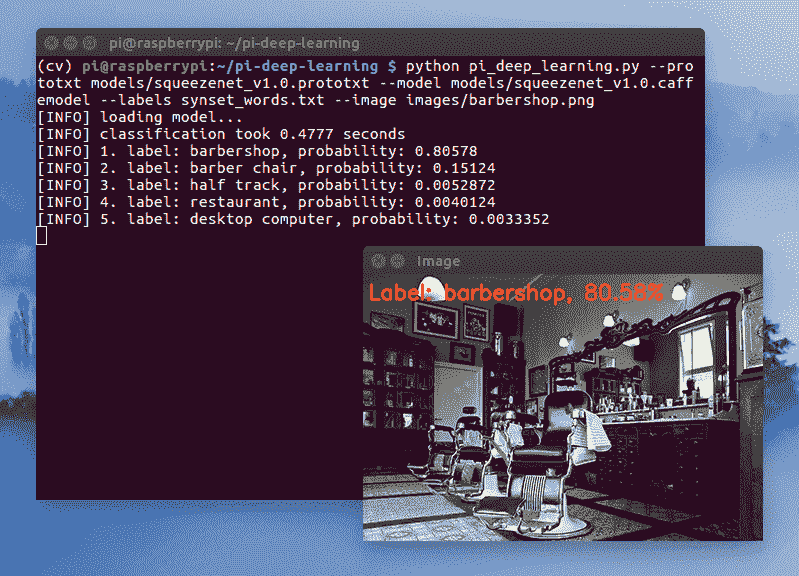 pi@raspberrypi: ~/pi-deep-learning
(cv) pi@raspberrypi:~/pi-deep-learning $ python pi_deep_learning.py --pro
totxt models/squeezenet_v1.0.prototxt --model models/squeezenet_v1.0.caff
emodel --labels synset_words.txt --image images/barbershop.png
[INFO] loading model...
[INFO] classification took 0.4777 seconds
[INFO] 1. label: barbershop, probability: 0.80578
[INFO] 2. label: barber chair, probability: 0.15124
[INFO] 3. label: half track, probability: 0.0052872
[INFO] 4. label: restaurant, probability: 0.0040124
[INFO] 5. label: desktop computer, probability: 0.0033352
Image
Label: barbershop, 80.58%